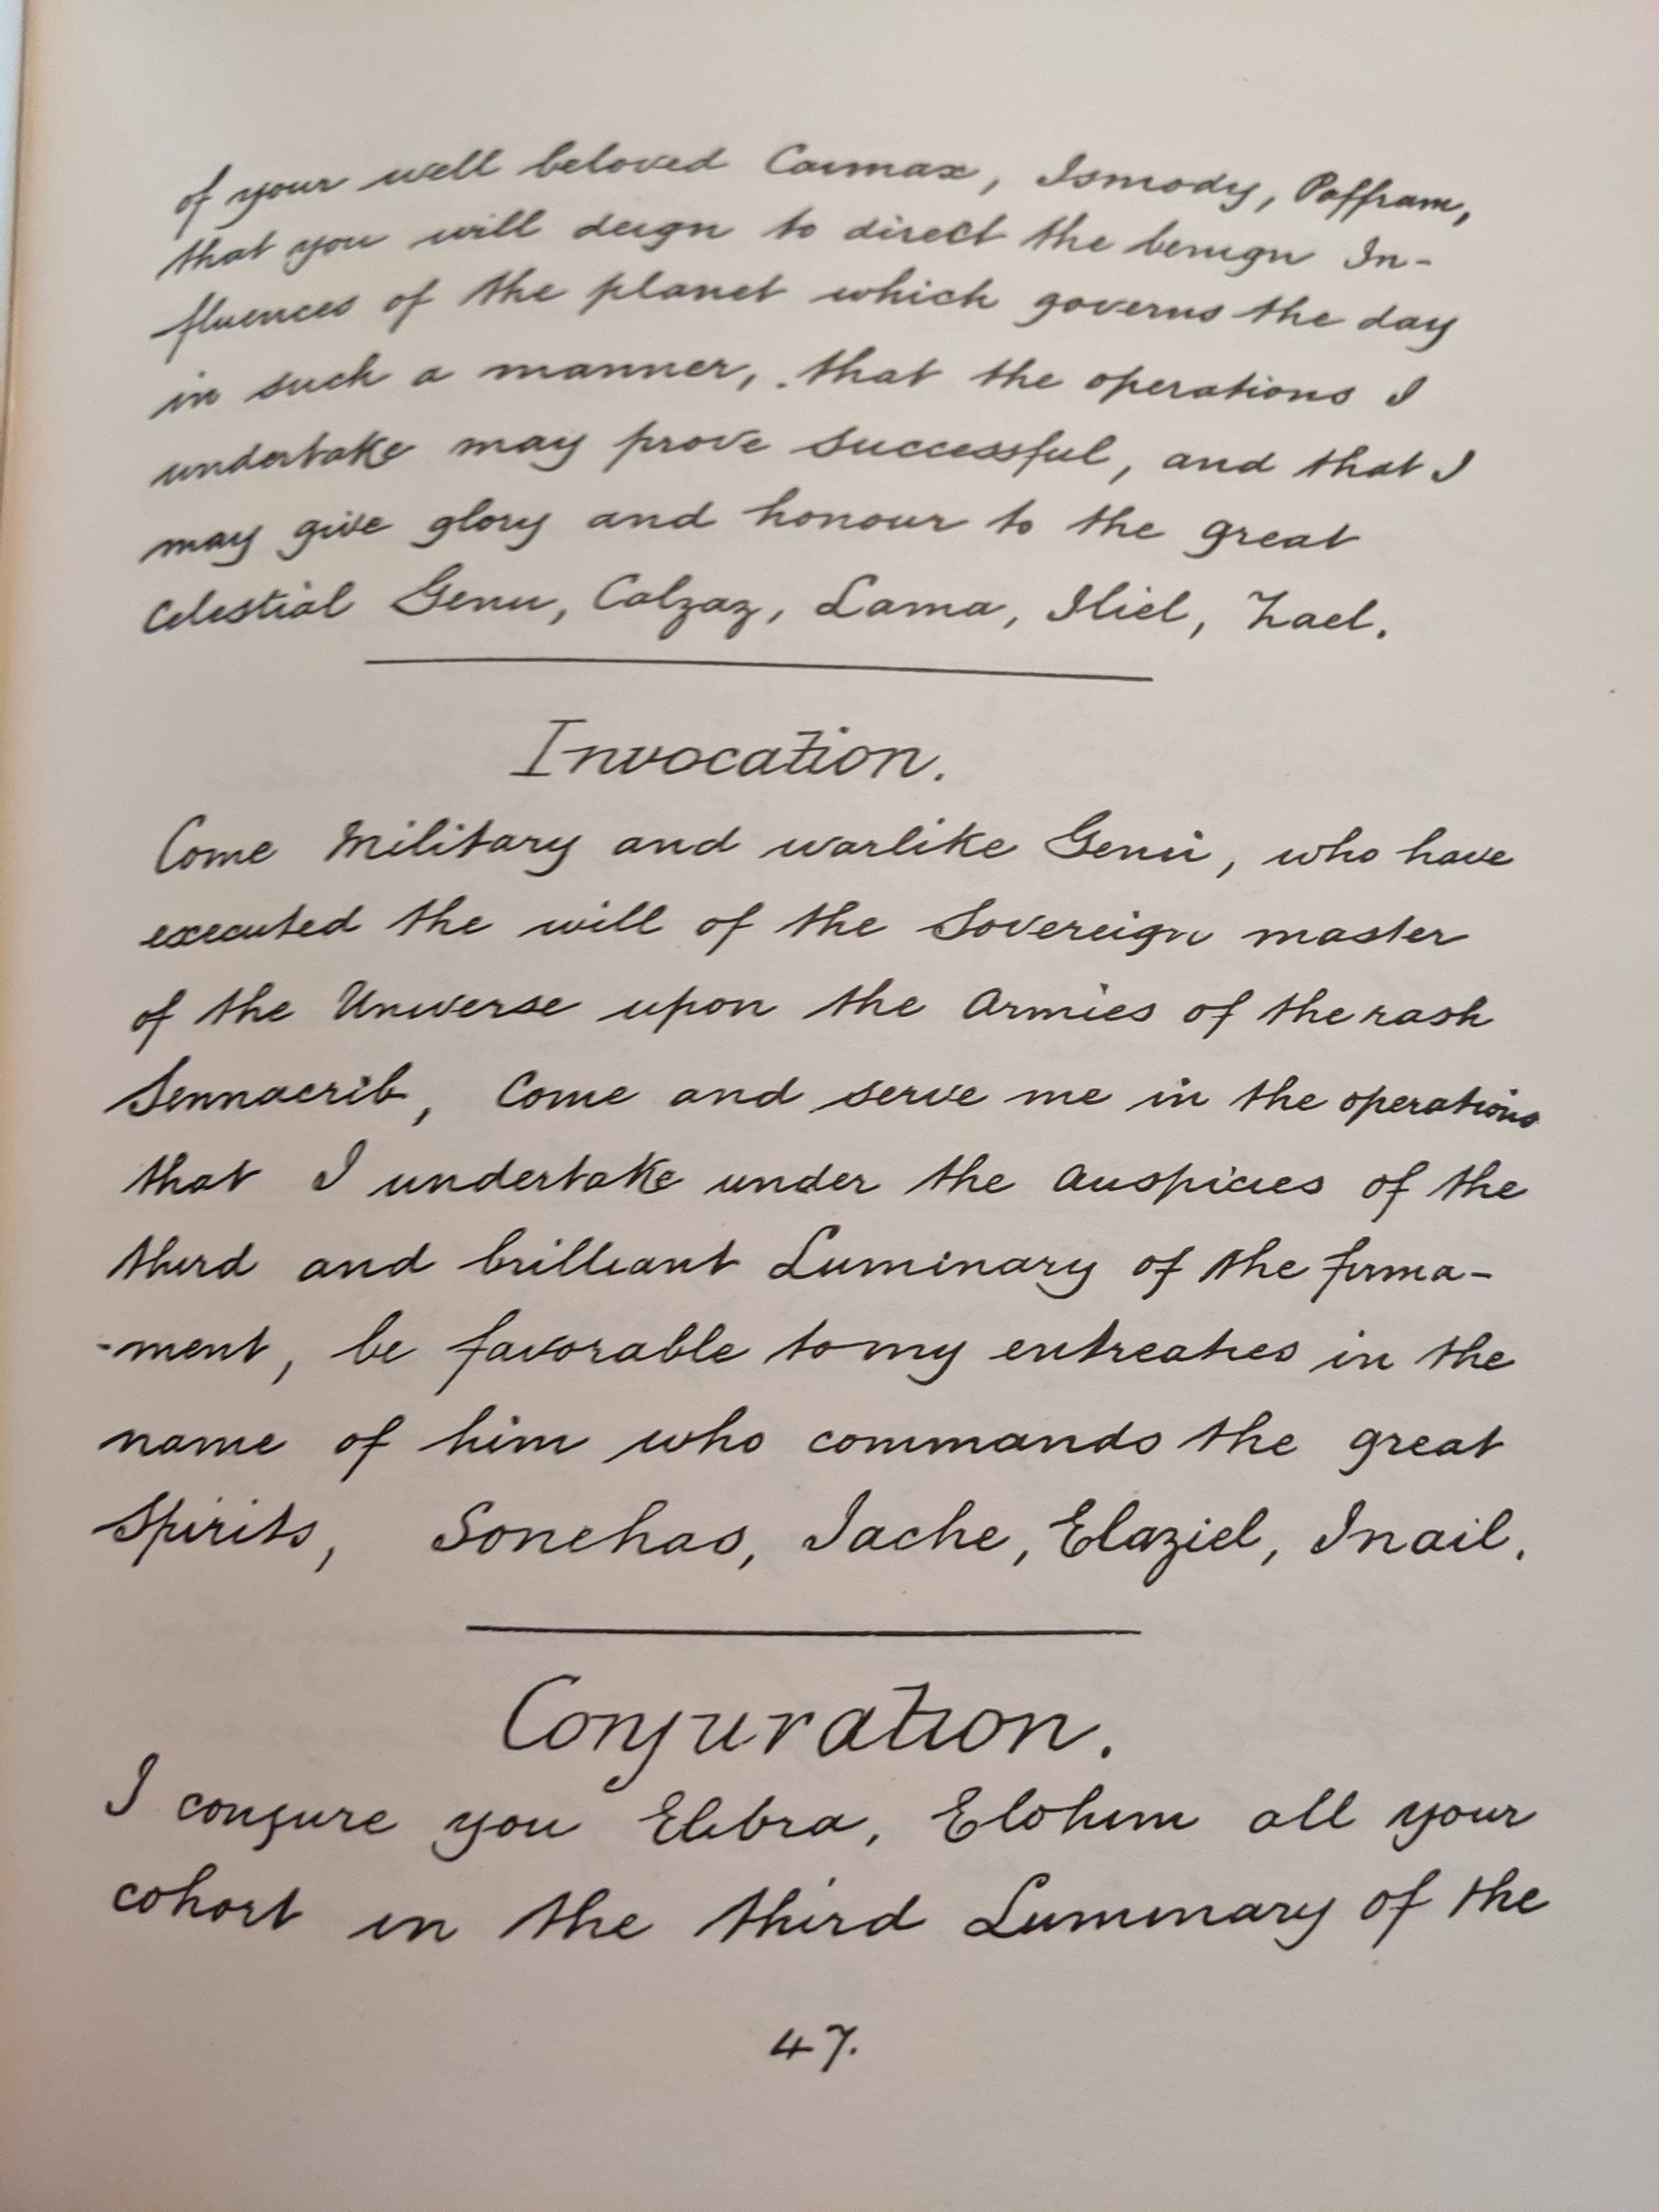 of your well beloved Caimax, Ismody, Paffram,
that you will deign to direct the benign In-
fluences of the planet which governs the day
in such a manner, that the operations I
undertake may prove successful, and that I
may give glory and honour to the great
Celestial Genii, Calzaz, Lama, Iliel, Zael.
Invocation.
Come Military and warlike Genii, who have
executed the will of the Sovereign master
of the Universe upon the Armies of the rash
Sennacrib, Come and serve me in the operations
that I undertake under the auspicies of the
third and brilliant Luminary of the firma-
-ment, be favorable to my entreaties in the
name of him who commands the great
Spirits, Sonehas, Iache, Elaziel, Inail.
Conjuration.
I conjure you Elibra, Elohim all your
cohort in the third Luminary of the
47.